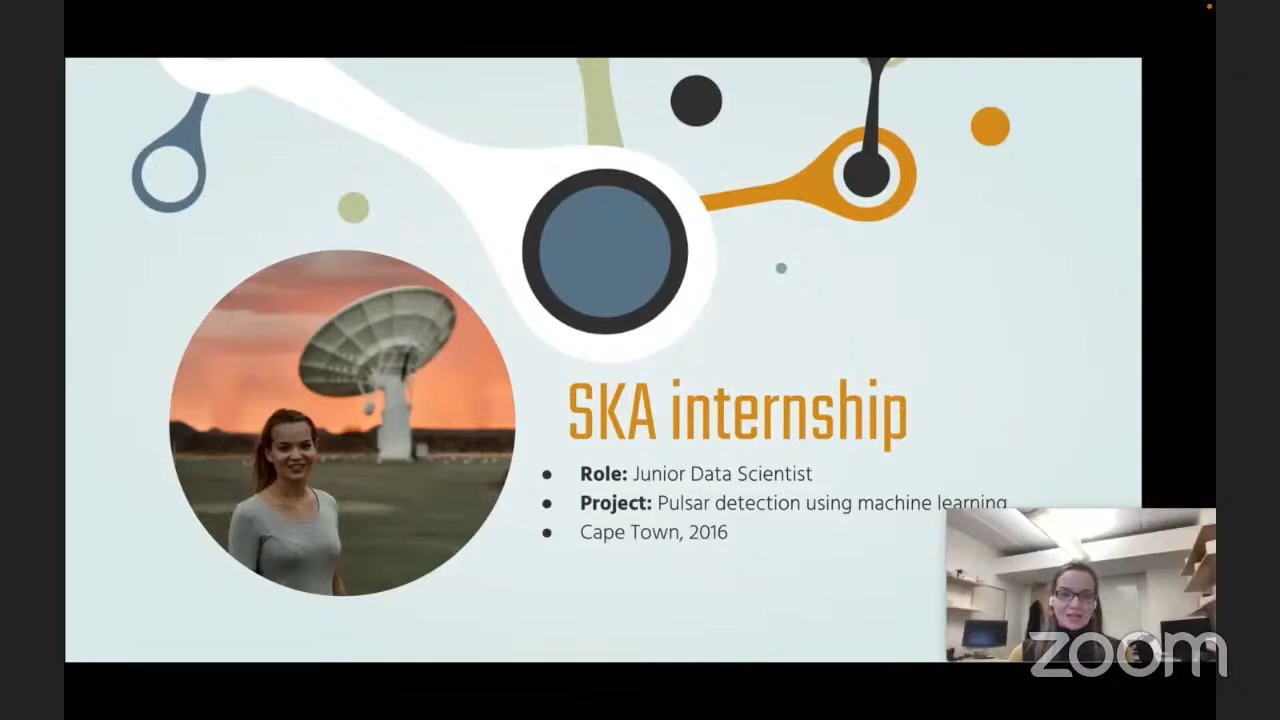 SKA internship
● Role: Junior Data Scientist
● Project: Pulsar detection using machine learning
● Cape Town, 2016
zoom